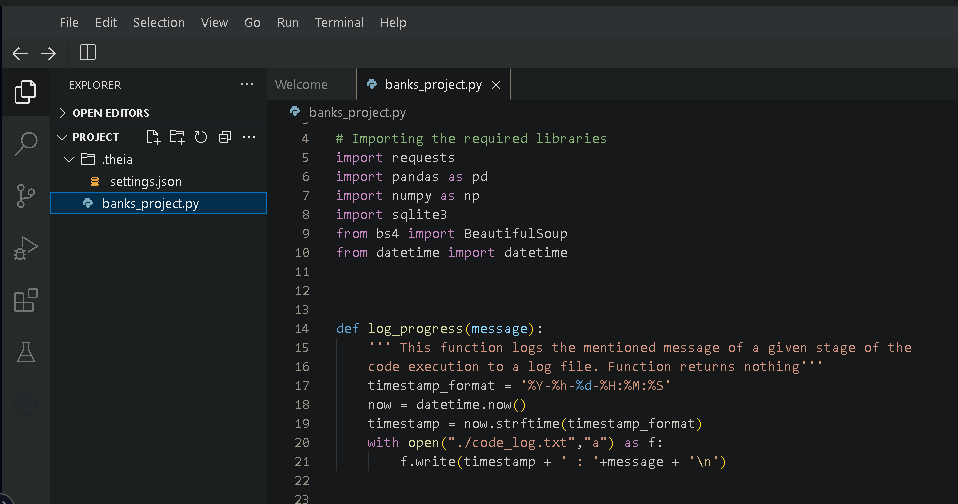 File Edit Selection View Go Run Terminal Help
EXPLORER
Welcome
banks_project.py
OPEN EDITORS
banks_project.py
PROJECT
.theia
settings.json
banks_project.py
4 # Importing the required libraries
5 import requests
6 import pandas as pd
7 import numpy as np
8 import sqlite3
9 from bs4 import BeautifulSoup
10 from datetime import datetime
11
12
13
14 def log_progress(message):
15 ''' This function logs the mentioned message of a given stage of the
16 code execution to a log file. Function returns nothing'''
17 timestamp_format = '%Y-%h-%d-%H:%M:%S'
18 now = datetime.now()
19 timestamp = now.strftime(timestamp_format)
20 with open("./code_log.txt","a") as f:
21 f.write(timestamp + ' : '+message + '\n')
22
23